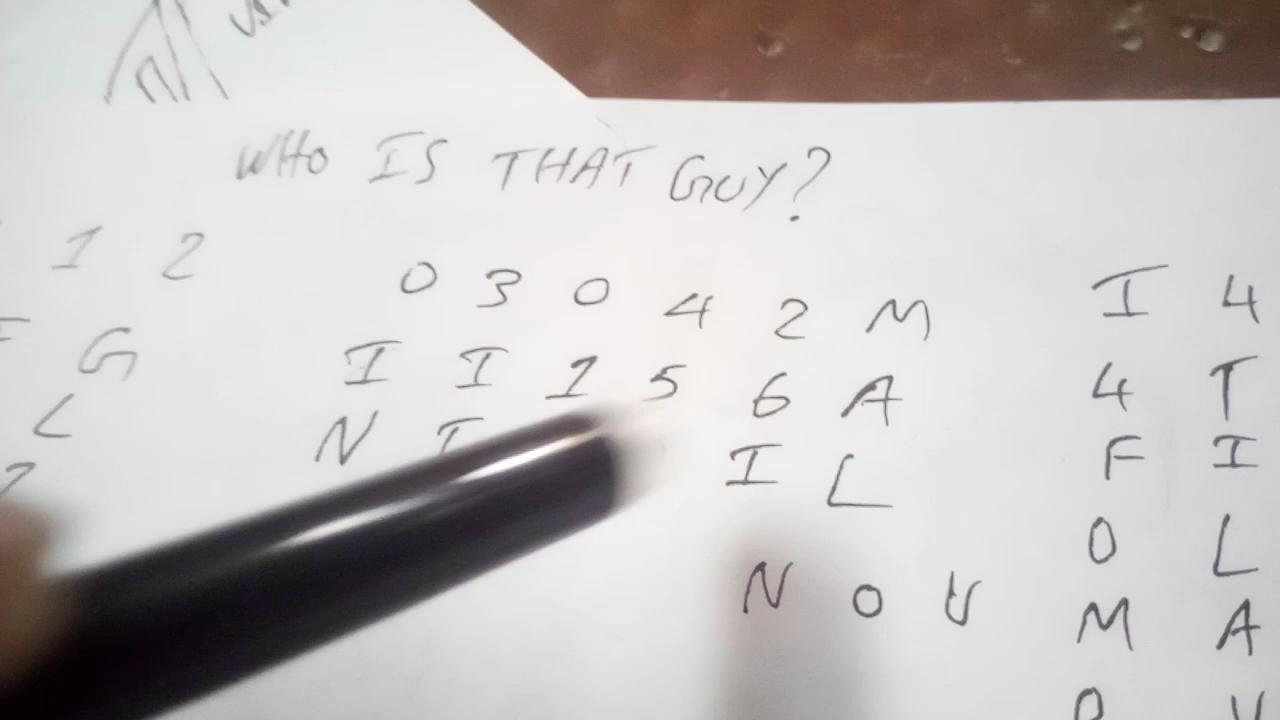 WHO IS THAT GUY?
1 2
0 3 0 4 2 M
I 4
G
I I 1 5 6 A
4 T
L
N I
I L
F I
O L
N O U
M A